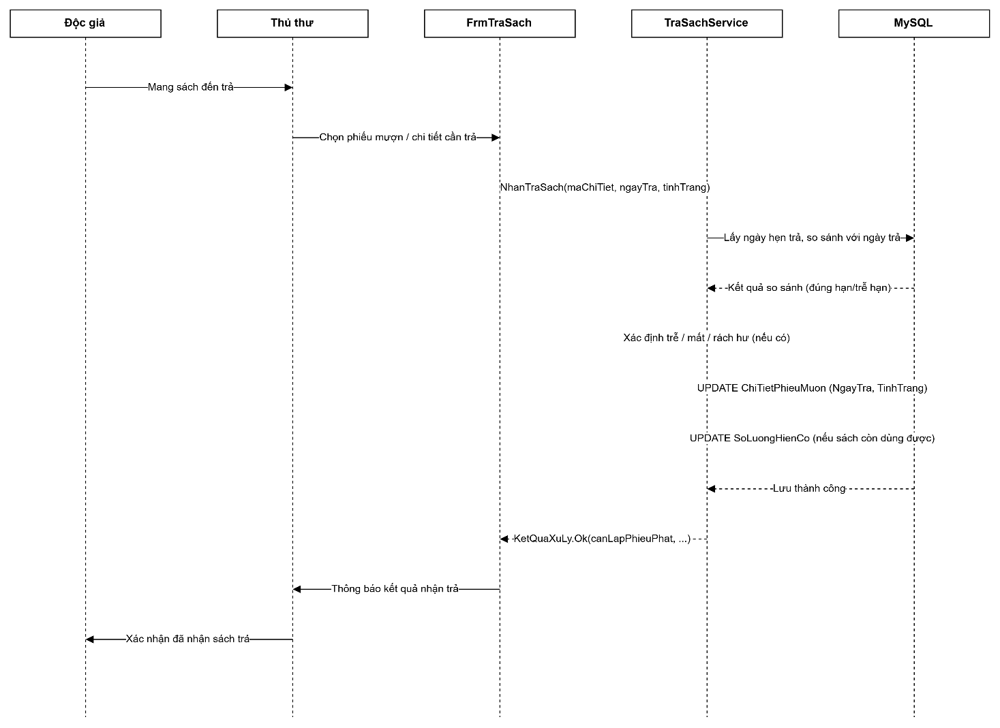 Độc giả
Thủ thư
FrmTraSach
TraSachService
MySQL
Mang sách đến trả
Chọn phiếu mượn / chi tiết cần trả
NhanTraSach(maChiTiet, ngayTra, tinhTrang)
Lấy ngày hẹn trả, so sánh với ngày trả
Kết quả so sánh (đúng hạn/trễ hạn)
Xác định trễ / mất / rách hư (nếu có)
UPDATE ChiTietPhieuMuon (NgayTra, TinhTrang)
UPDATE SoLuongHienCo (nếu sách còn dùng được)
Lưu thành công
KetQuaXuLy.Ok(canLapPhieuPhat, ...)
Thông báo kết quả nhận trả
Xác nhận đã nhận sách trả